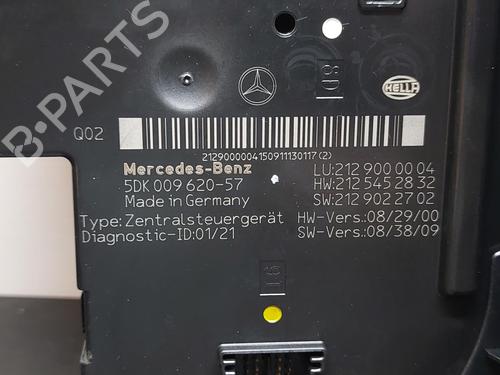 B-PARTS
8D
HELLA
Q02
2129000004150911130117(2)
Mercedes-Benz
5DK 009 620-57
Made in Germany
Type:Zentralsteuergerät
Diagnostic-ID:01/21
LU:212 900 00 04
HW:212 545 28 32
SW:212 902 27 02
HW-Vers.:08/29/00
SW-Vers.:08/38/09